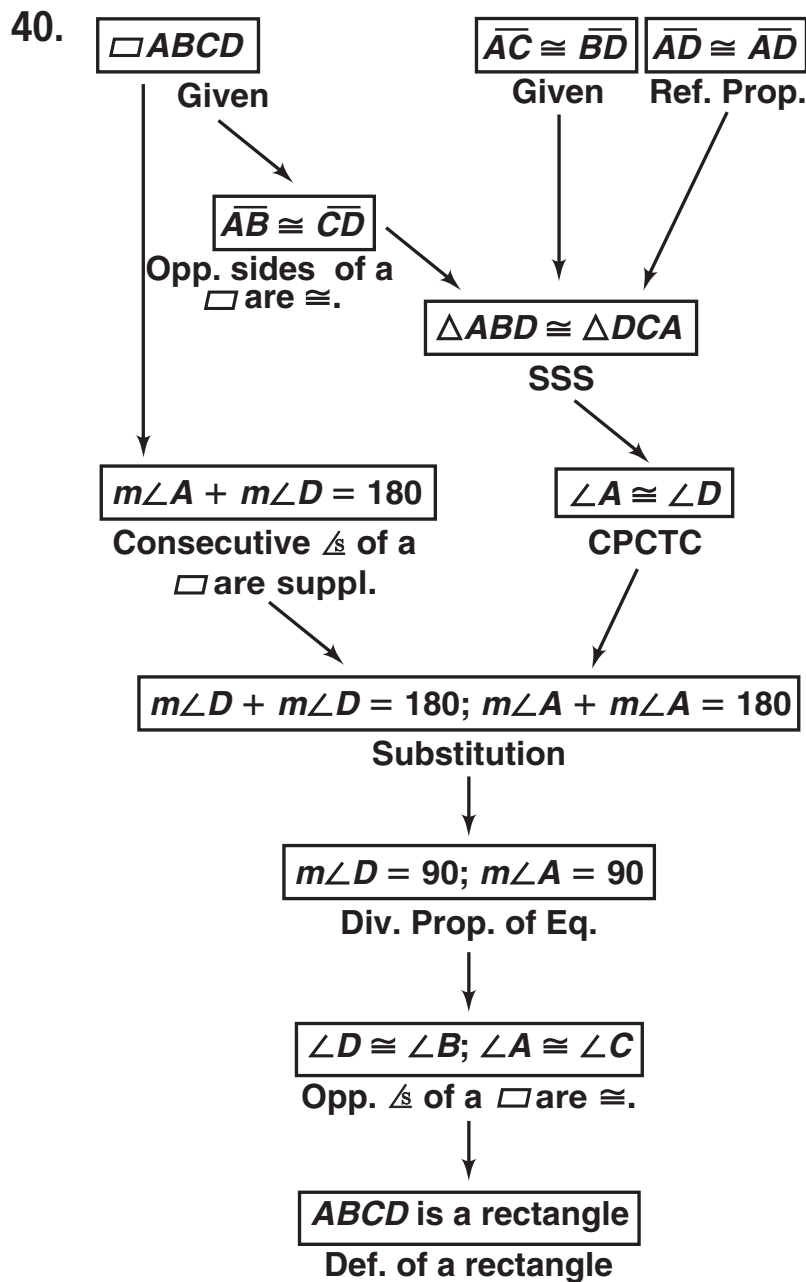 40.
▱ABCD
Given
AC ≅ BD
Given
AD ≅ AD
Ref. Prop.
AB ≅ CD
Opp. sides of a
▱ are ≅.
△ABD ≅ △DCA
SSS
m∠A + m∠D = 180
Consecutive ∠s of a
▱ are suppl.
∠A ≅ ∠D
CPCTC
m∠D + m∠D = 180; m∠A + m∠A = 180
Substitution
m∠D = 90; m∠A = 90
Div. Prop. of Eq.
∠D ≅ ∠B; ∠A ≅ ∠C
Opp. ∠s of a ▱ are ≅.
ABCD is a rectangle
Def. of a rectangle